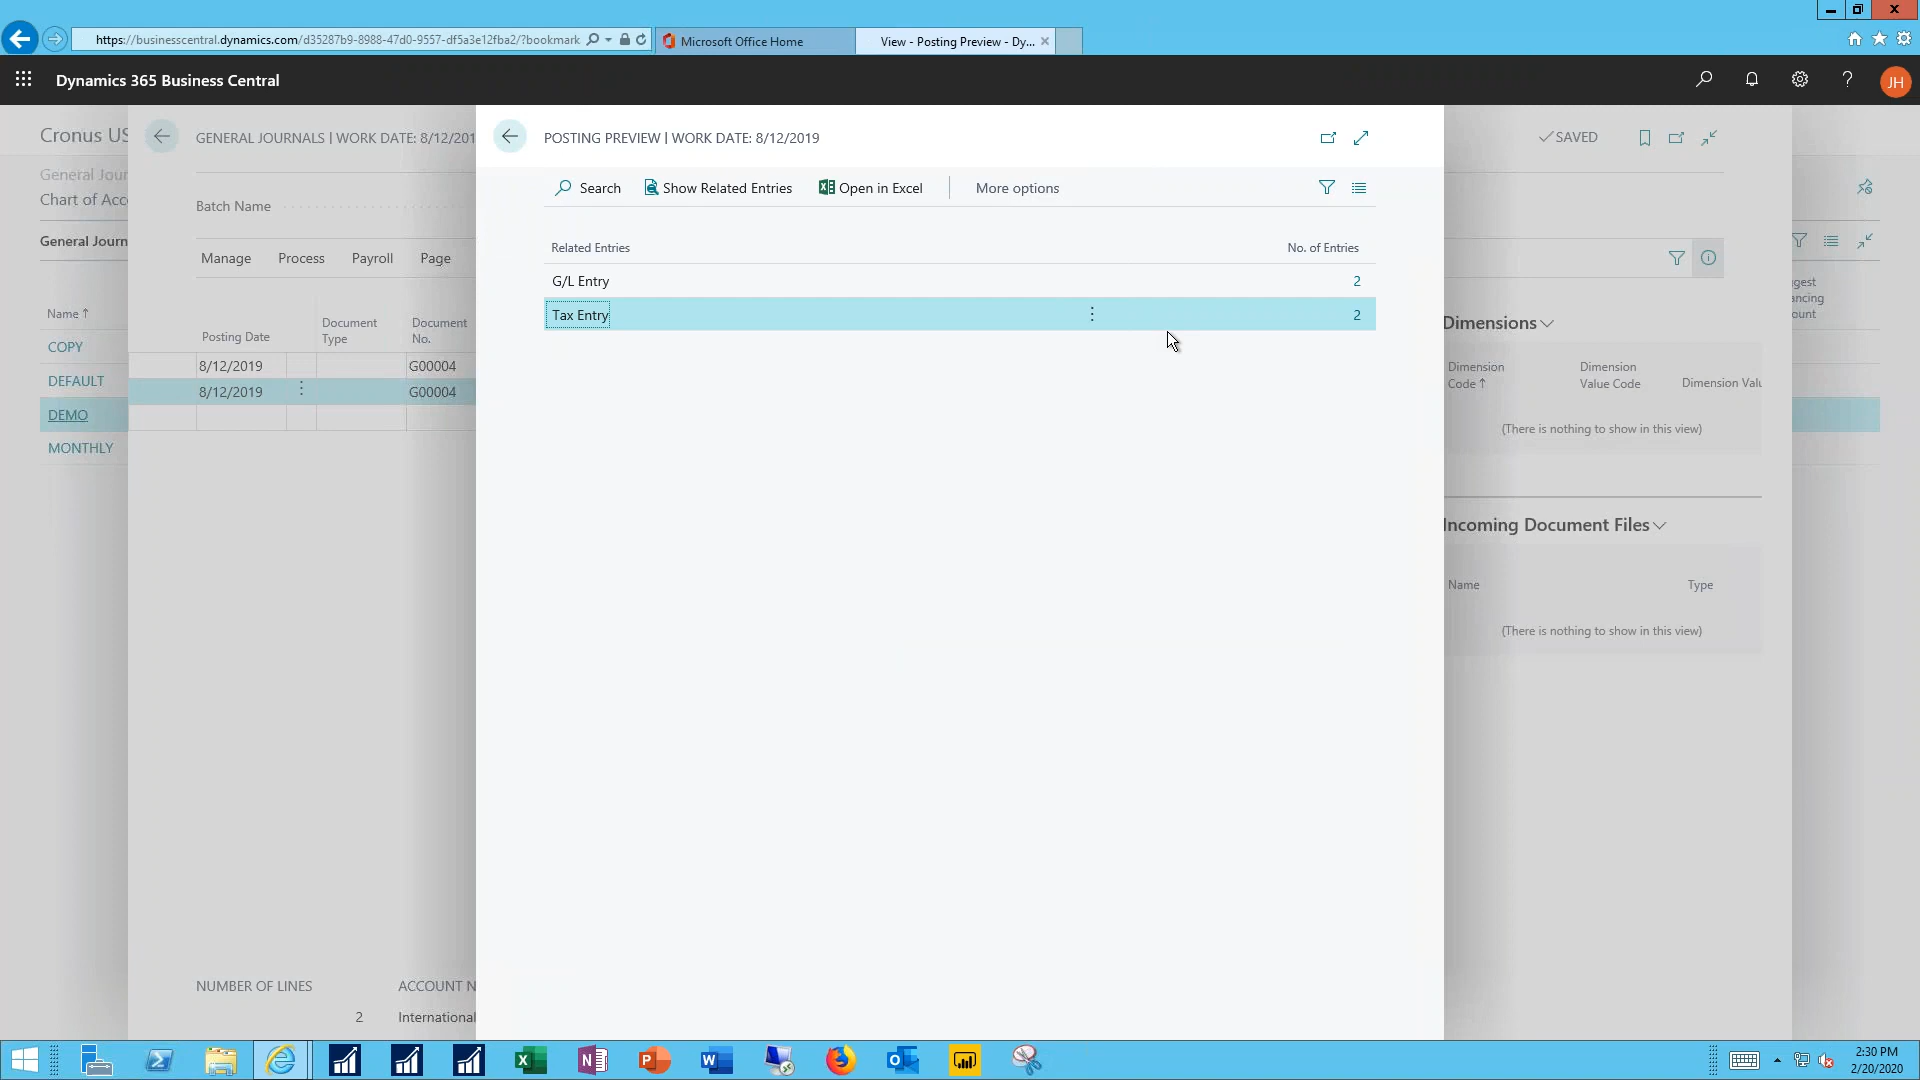 https://businesscentral.dynamics.com/d35287b9-8988-47d0-9557-df5a3e12fba2/?bookmark
Microsoft Office Home
View - Posting Preview - Dy...
Dynamics 365 Business Central
JH
Cronus US
GENERAL JOURNALS | WORK DATE: 8/12/201
POSTING PREVIEW | WORK DATE: 8/12/2019
SAVED
General Jour
Chart of Acc
Batch Name
Search
Show Related Entries
Open in Excel
More options
General Journ
Manage
Process
Payroll
Page
Related Entries
No. of Entries
G/L Entry
2
Tax Entry
2
Name ↑
COPY
DEFAULT
DEMO
MONTHLY
Posting Date
Document Type
Document No.
8/12/2019
G00004
8/12/2019
G00004
Dimensions
Dimension Code ↑
Dimension Value Code
Dimension Valu
(There is nothing to show in this view)
Incoming Document Files
Name
Type
(There is nothing to show in this view)
NUMBER OF LINES
ACCOUNT N
2
International
2:30 PM
2/20/2020